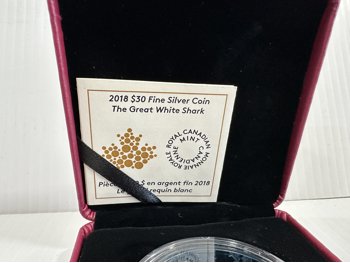 2018 $30 Fine Silver Coin
The Great White Shark
ROYAL CANADIAN MINT
MONNAIE ROYALE CANADIENNE
$ en argent fin 2018
requin blanc